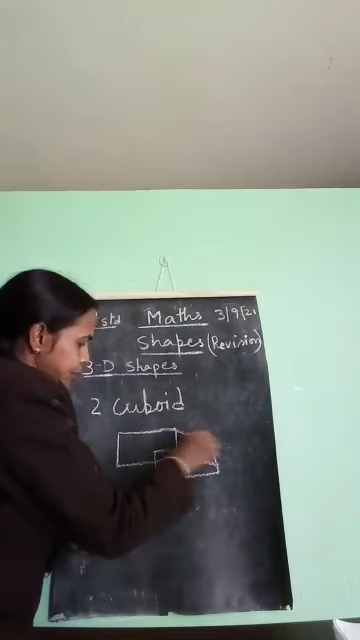 std Maths 3/9/21
Shapes (Revision)
3-D shapes
2 Cuboid